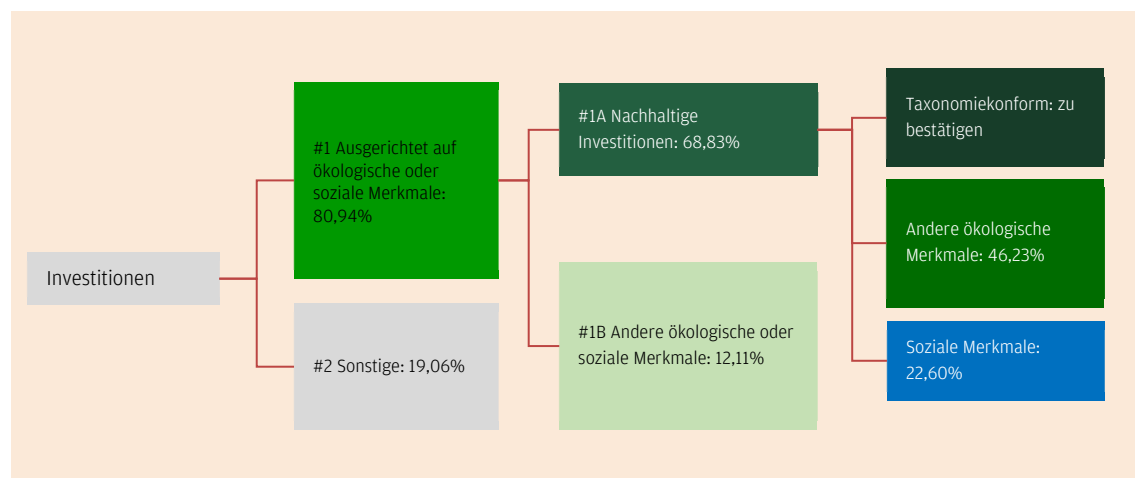 Investitionen
#1 Ausgerichtet auf
ökologische oder
soziale Merkmale:
80,94%
#2 Sonstige: 19,06%
#1A Nachhaltige
Investitionen: 68,83%
#1B Andere ökologische oder
soziale Merkmale: 12,11%
Taxonomiekonform: zu
bestätigen
Andere ökologische
Merkmale: 46,23%
Soziale Merkmale:
22,60%